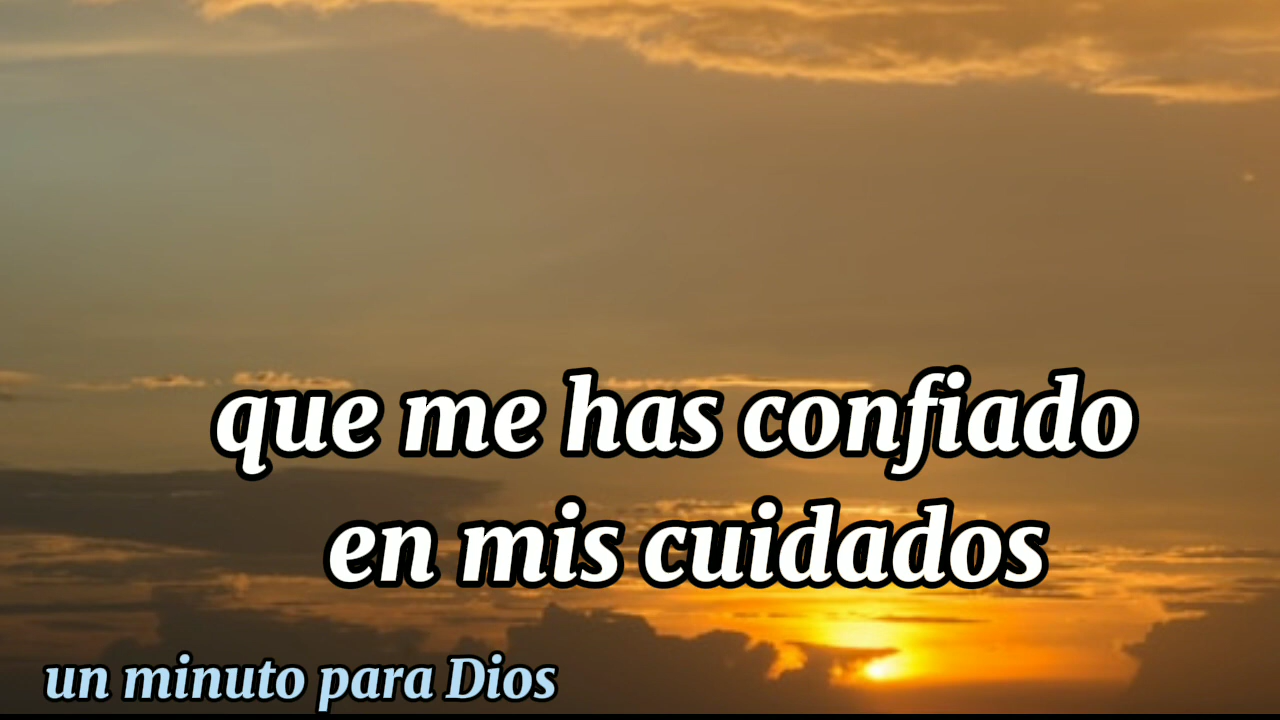 que me has confiado
en mis cuidados
un minuto para Dios